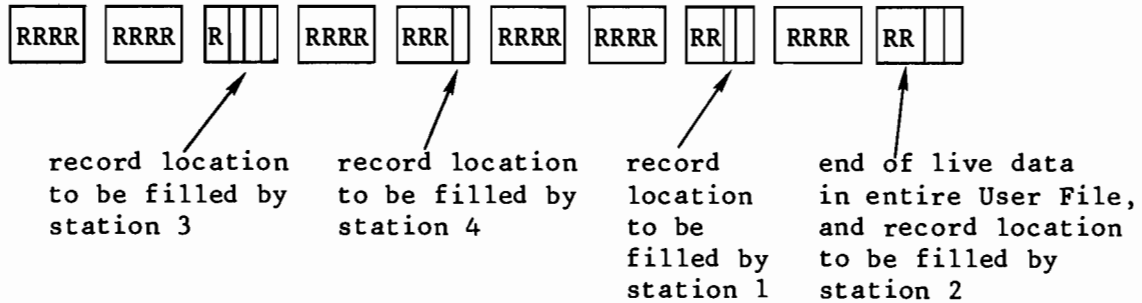 RRRR RRRR R RRRR RRR RRRR RRRR RR RRRR RR
record location
to be filled by
station 3
record location
to be filled by
station 4
record
location
to be
filled by
station 1
end of live data
in entire User File,
and record location
to be filled by
station 2